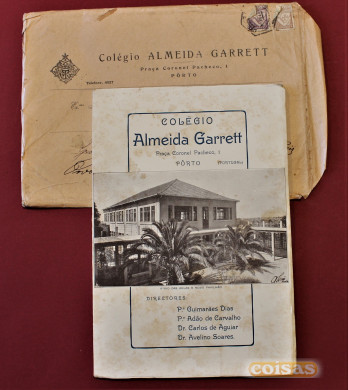 Colégio ALMEIDA GARRETT
Praça Coronel Pacheco, 1
PÔRTO
COLÉGIO
Almeida Garrett
Praça Coronel Pacheco, 1
PÔRTO (PORTUGAL)
DIRECTORES:
P.e Guimarães Dias
P.e Adão de Carvalho
Dr. Carlos de Aguiar
Dr. Avelino Soares
coisas